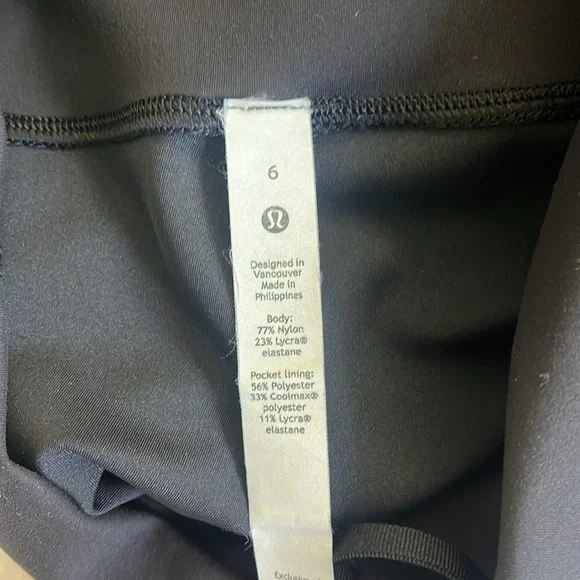 6
Designed in
Vancouver
Made in
Philippines
Body:
77% Nylon
23% Lycra®
elastane
Pocket lining:
56% Polyester
33% Coolmax®
polyester
11% Lycra®
elastane